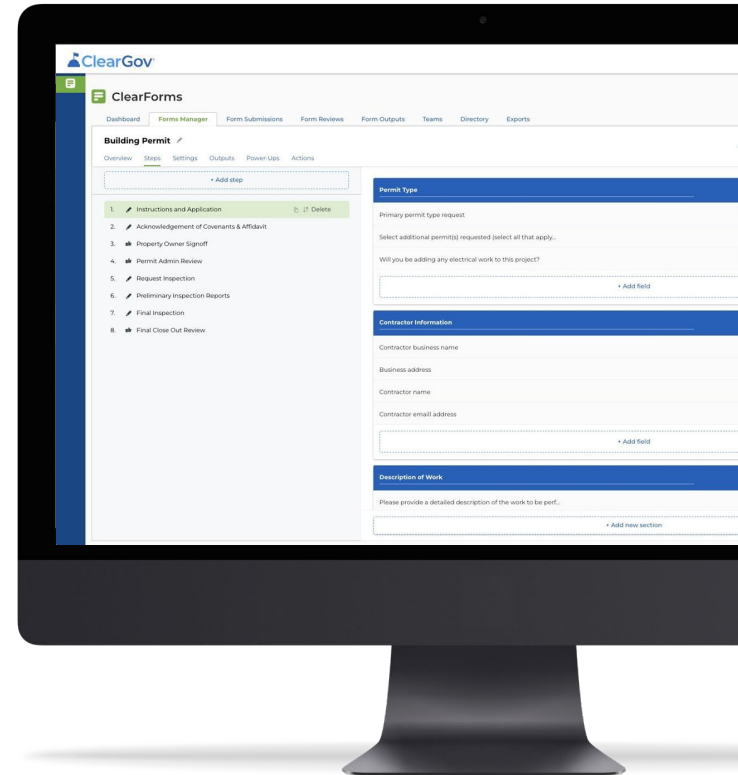 ClearGov
ClearForms
Dashboard Forms Manager Form Submissions Form Reviews Form Outputs Teams Directory Exports
Building Permit
Overview Steps Settings Outputs Power-Ups Actions
+ Add step
1. Instructions and Application Delete
2. Acknowledgement of Covenants & Affidavit
3. Property Owner Signoff
4. Permit Admin Review
5. Request Inspection
6. Preliminary Inspection Reports
7. Final Inspection
8. Final Close Out Review
Permit Type
Primary permit type request
Select additional permit(s) requested (select all that apply...
Will you be adding any electrical work to this project?
+ Add field
Contractor Information
Contractor business name
Business address
Contractor name
Contractor emaill address
+ Add field
Description of Work
Please provide a detailed description of the work to be perf...
+ Add new section